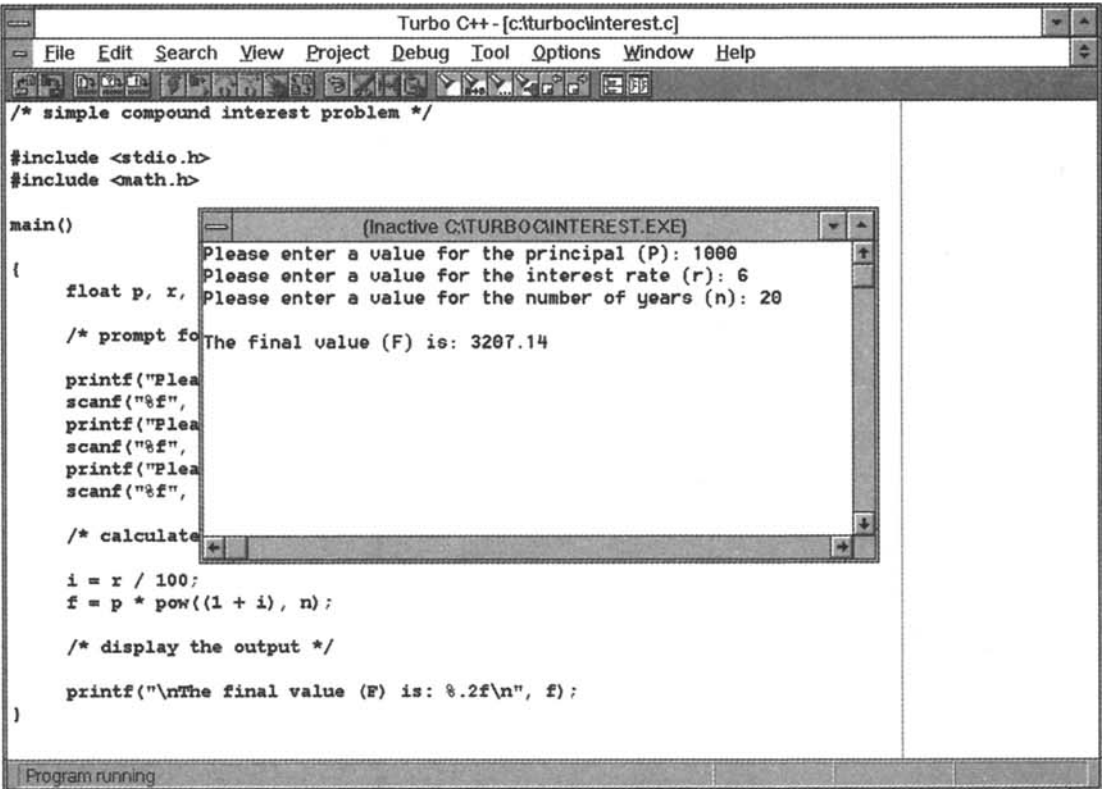 Turbo C++ - [c:\turboc\interest.c]
File Edit Search View Project Debug Tool Options Window Help
/* simple compound interest problem */
#include <stdio.h>
#include <math.h>
main()
{
float p, r,
/* prompt fo
printf("Plea
scanf("%f",
printf("Plea
scanf("%f",
printf("Plea
scanf("%f",
/* calculate
i = r / 100;
f = p * pow((1 + i), n);
/* display the output */
printf("\nThe final value (F) is: %.2f\n", f);
}
(Inactive C:\TURBOC\INTEREST.EXE)
Please enter a value for the principal (P): 1000
Please enter a value for the interest rate (r): 6
Please enter a value for the number of years (n): 20
The final value (F) is: 3207.14
Program running